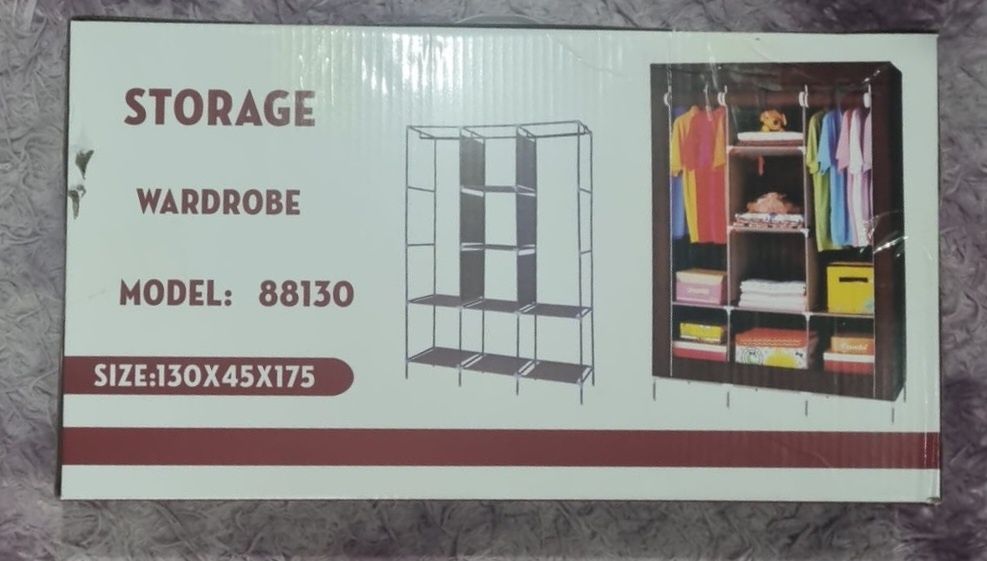 STORAGE
WARDROBE
MODEL: 88130
SIZE:130X45X175